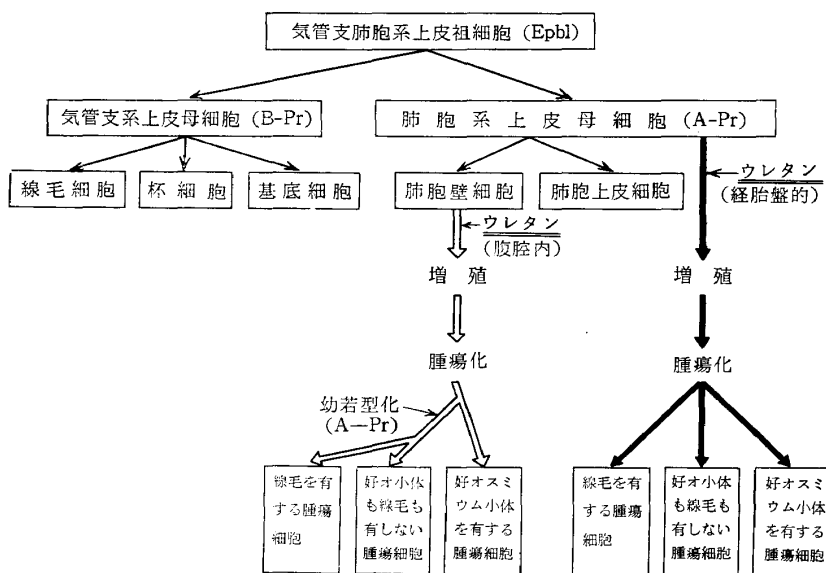 気管支肺胞系上皮祖細胞 (Epbl)
気管支系上皮母細胞 (B-Pr)
肺胞系上皮母細胞 (A-Pr)
線毛細胞
杯細胞
基底細胞
肺胞壁細胞
肺胞上皮細胞
ウレタン
(経胎盤的)
ウレタン
(腹腔内)
増殖
増殖
腫瘍化
腫瘍化
幼若型化
(A—Pr)
線毛を有
する腫瘍
細胞
好オ小体
も線毛も
有しない
腫瘍細胞
好オスミ
ウム小体
を有する
腫瘍細胞
線毛を有
する腫瘍
細胞
好オ小体
も線毛も
有しない
腫瘍細胞
好オスミ
ウム小体
を有する
腫瘍細胞